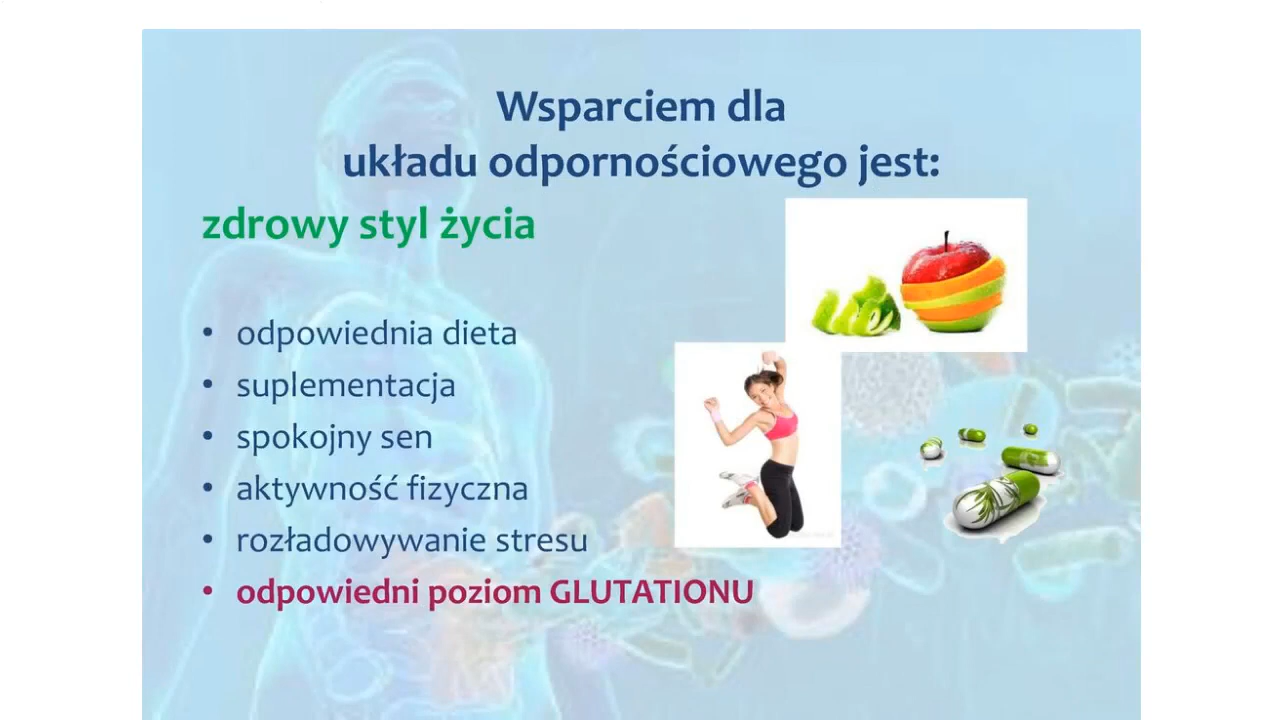 Wsparciem dla
układu odpornościowego jest:
zdrowy styl życia
• odpowiednia dieta
• suplementacja
• spokojny sen
• aktywność fizyczna
• rozładowywanie stresu
• odpowiedni poziom GLUTATIONU